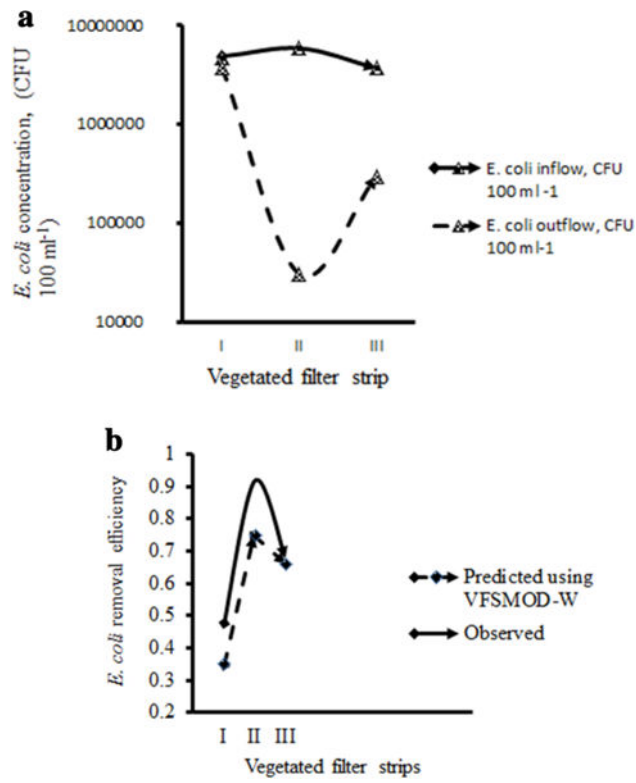 a
E. coli concentration, (CFU
100 ml-1)
10000000
1000000
100000
10000
I II III
Vegetated filter strip
E. coli inflow, CFU
100 ml -1
E. coli outflow, CFU
100 ml-1
b
E. coli removal efficiency
1
0.9
0.8
0.7
0.6
0.5
0.4
0.3
0.2
I II III
Vegetated filter strips
Predicted using
VFSMOD-W
Observed